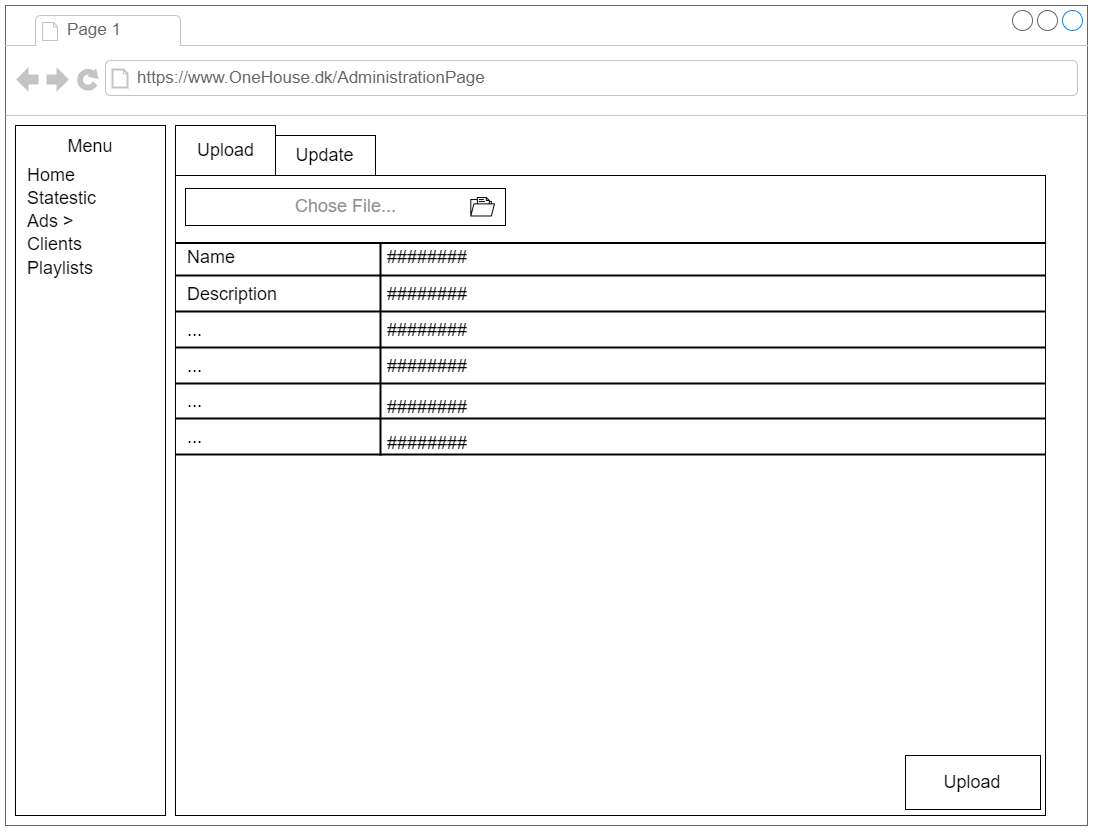 Page 1
https://www.OneHouse.dk/AdministrationPage
Menu
Home
Statestic
Ads >
Clients
Playlists
Upload
Update
Chose File...
Name ########
Description ########
... ########
... ########
... ########
... ########
Upload